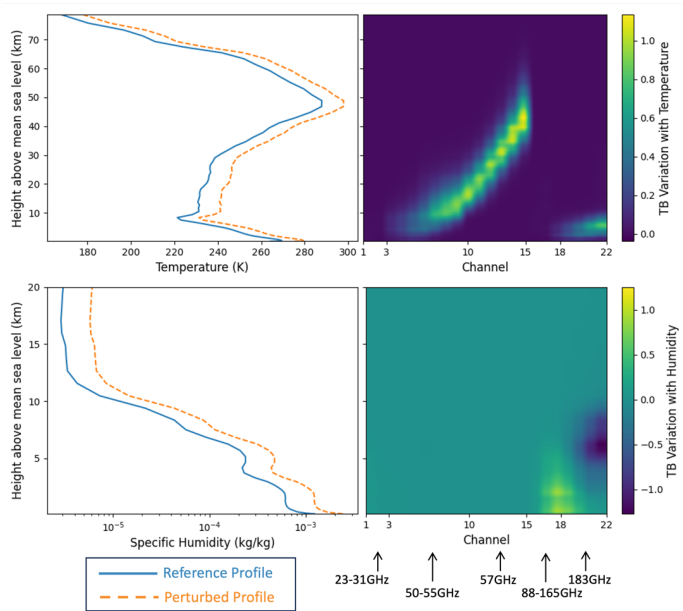 Height above mean sea level (km)
70
60
50
40
30
20
10
180 200 220 240 260 280 300
Temperature (K)
1 3 10 15 22
Channel
1.0
0.8
0.6
0.4
0.2
0.0
TB Variation with Temperature
Height above mean sea level (km)
20
15
10
5
10⁻⁵ 10⁻⁴ 10⁻³
Specific Humidity (kg/kg)
1 3 10 15 18 22
Channel
1.0
0.5
0.0
−0.5
−1.0
TB Variation with Humidity
Reference Profile
Perturbed Profile
23-31GHz
50-55GHz
57GHz
88-165GHz
183GHz